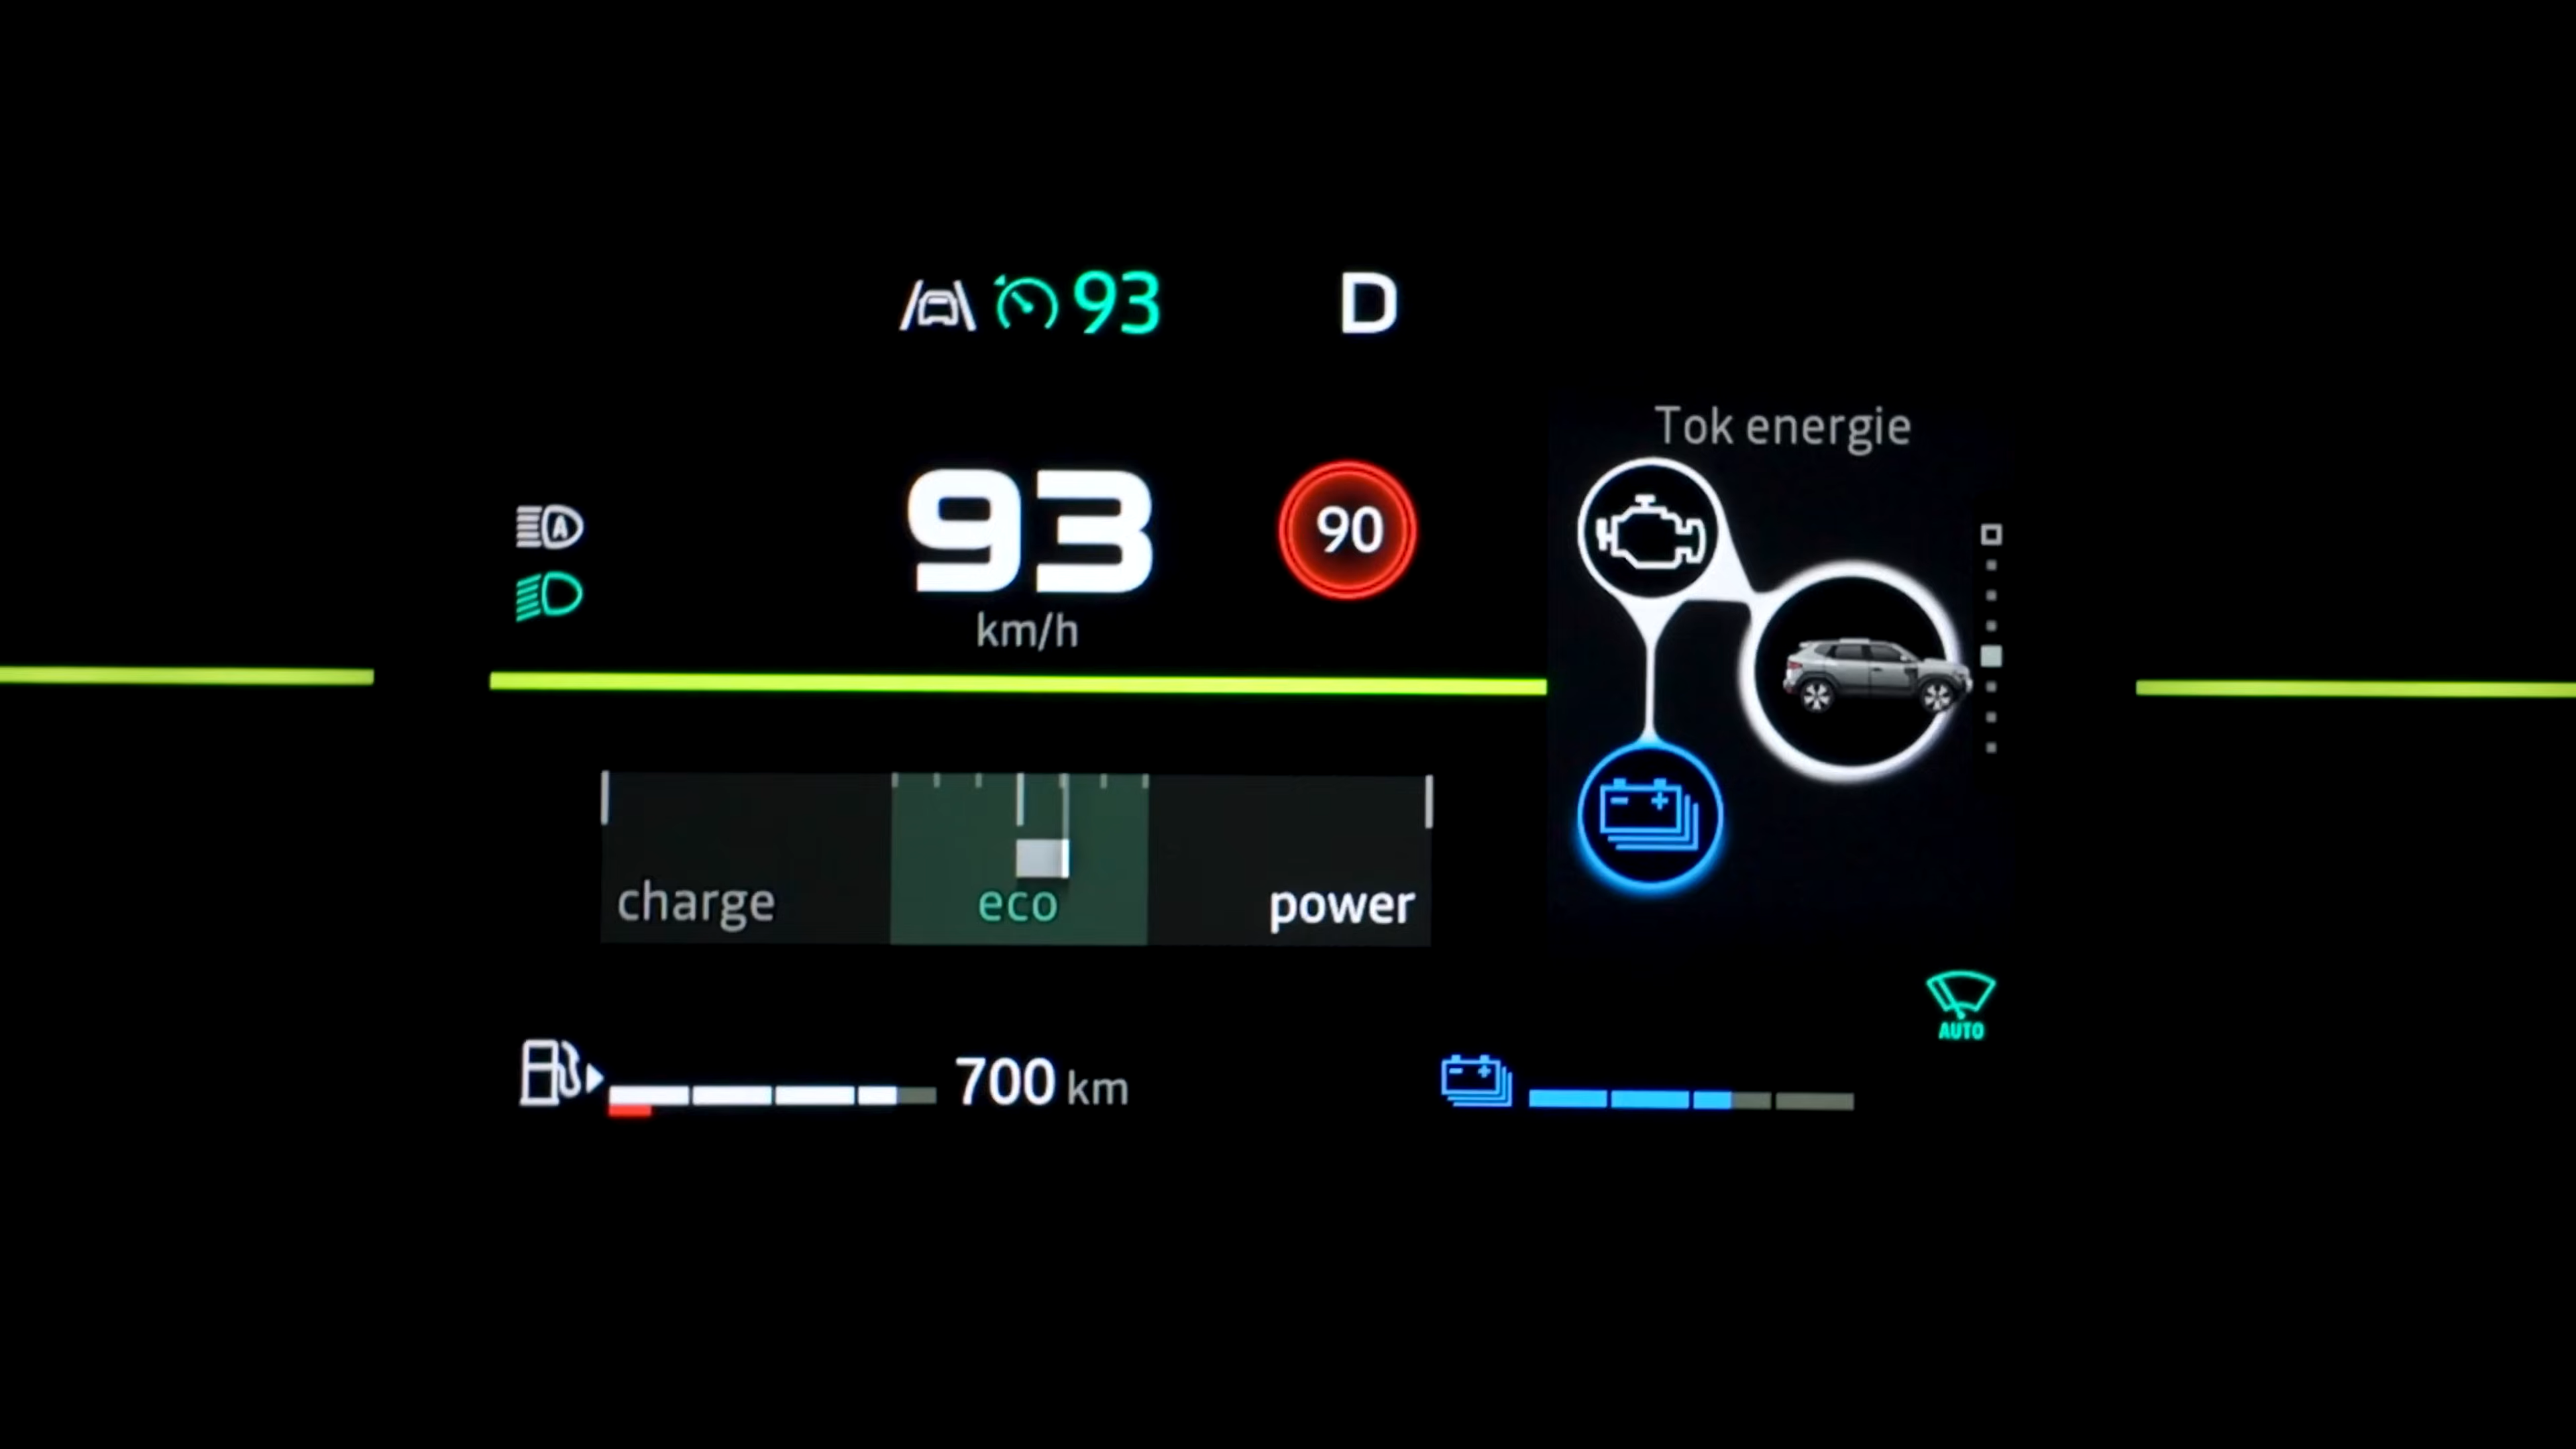 93 D
Tok energie
A
93
90
km/h
- +
charge eco power
AUTO
700 km
- +